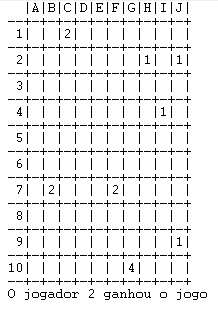 |A|B|C|D|E|F|G|H|I|J|
--+-+-+-+-+-+-+-+-+-+-+
 1| | |2| | | | | | | |
--+-+-+-+-+-+-+-+-+-+-+
 2| | | | | | | |1| |1|
--+-+-+-+-+-+-+-+-+-+-+
 3| | | | | | | | | | |
--+-+-+-+-+-+-+-+-+-+-+
 4| | | | | | | | |1| |
--+-+-+-+-+-+-+-+-+-+-+
 5| | | | | | | | | | |
--+-+-+-+-+-+-+-+-+-+-+
 6| | | | | | | | | | |
--+-+-+-+-+-+-+-+-+-+-+
 7| |2| | | |2| | | | |
--+-+-+-+-+-+-+-+-+-+-+
 8| | | | | | | | | | |
--+-+-+-+-+-+-+-+-+-+-+
 9| | | | | | | | | |1|
--+-+-+-+-+-+-+-+-+-+-+
10| | | | | | |4| | | |
--+-+-+-+-+-+-+-+-+-+-+
O jogador 2 ganhou o jogo